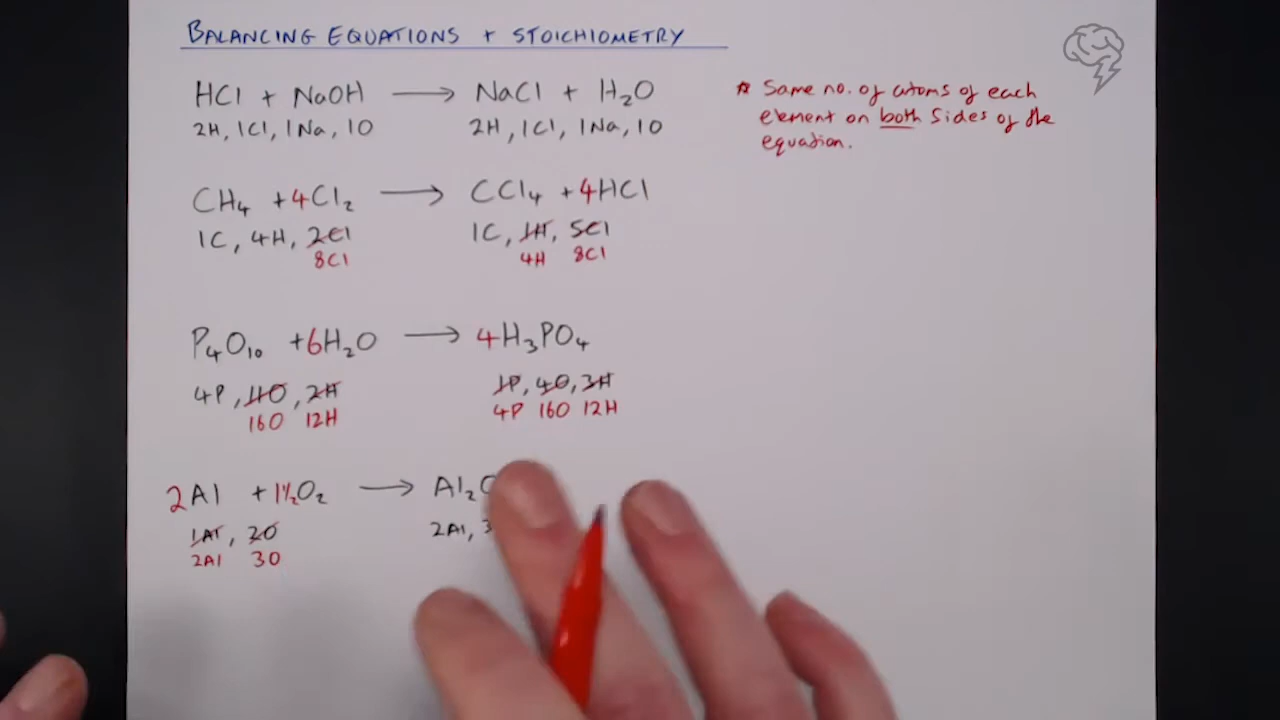 BALANCING EQUATIONS + STOICHIOMETRY
HCl + NaOH → NaCl + H₂O
2H, 1Cl, 1Na, 1O 2H, 1Cl, 1Na, 1O
* Same no. of atoms of each
element on both sides of the
equation.
CH₄ + 4Cl₂ → CCl₄ + 4HCl
1C, 4H, 2Cl 1C, 1H, 5Cl
8Cl 4H 8Cl
P₄O₁₀ + 6H₂O → 4H₃PO₄
4P, 11O, 2H 1P, 4O, 3H
16O 12H 4P 16O 12H
2Al + 1½O₂ → Al₂
1Al, 2O 2Al, 3
2Al 3O